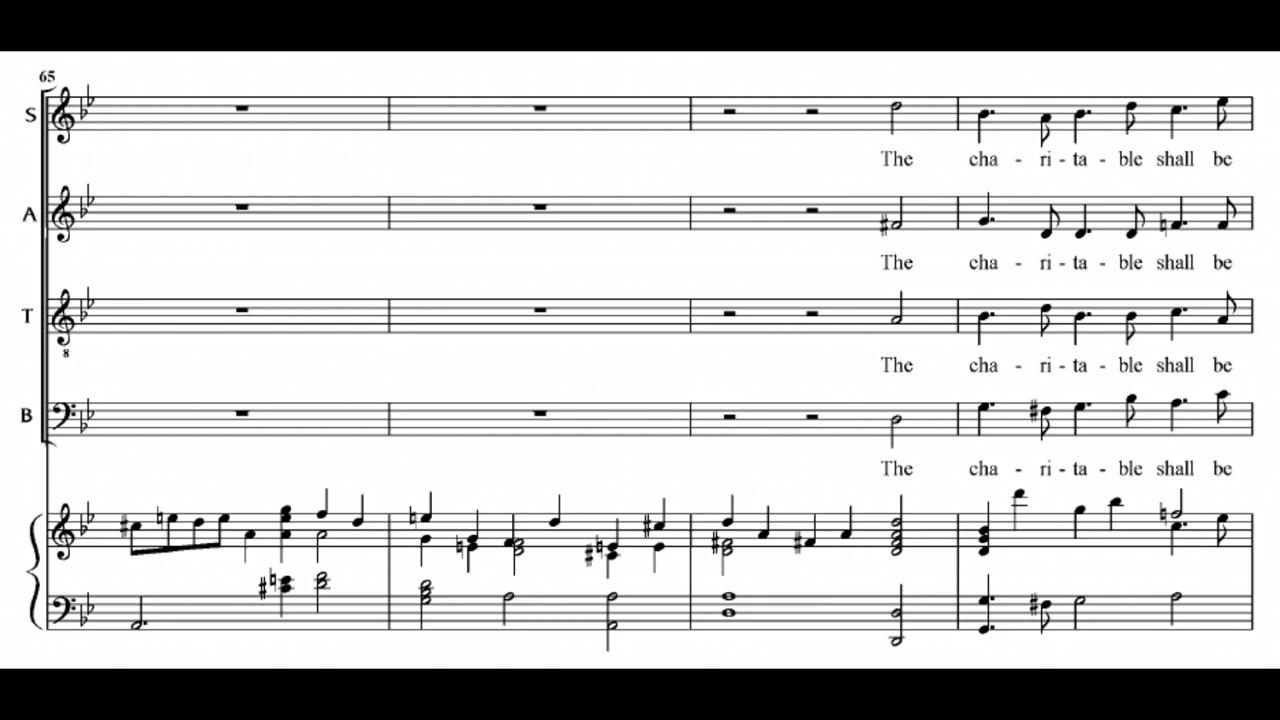 65
S
The cha - ri - ta - ble shall be
A
The cha - ri - ta - ble shall be
T
8
The cha - ri - ta - ble shall be
B
The cha - ri - ta - ble shall be